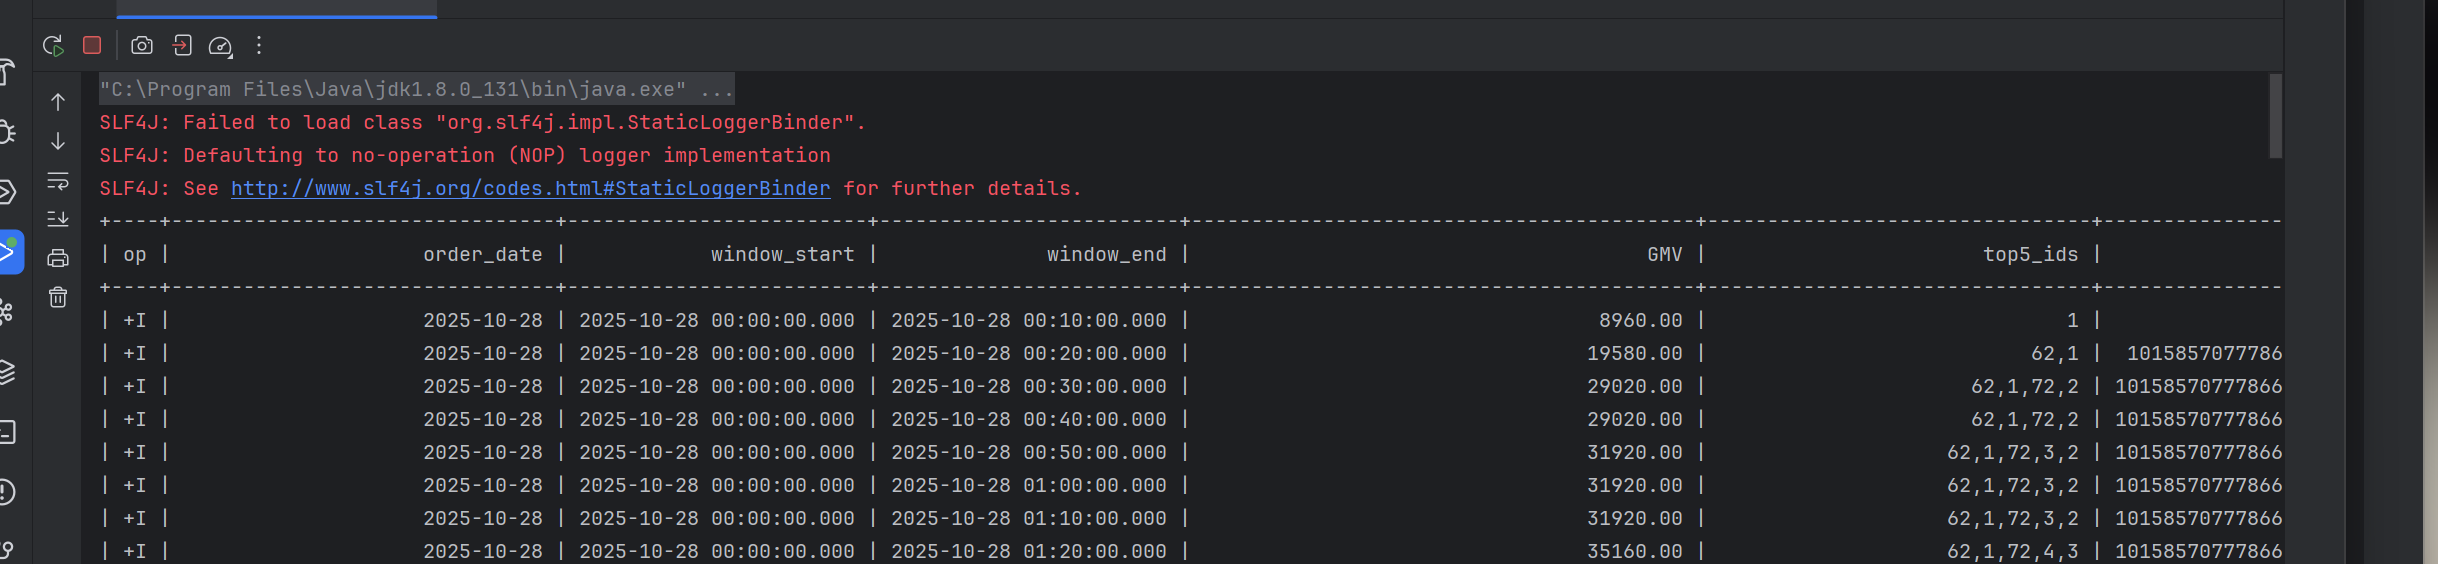 "C:\Program Files\Java\jdk1.8.0_131\bin\java.exe" ...
SLF4J: Failed to load class "org.slf4j.impl.StaticLoggerBinder".
SLF4J: Defaulting to no-operation (NOP) logger implementation
SLF4J: See http://www.slf4j.org/codes.html#StaticLoggerBinder for further details.
+----+--------------------------------+-------------------------+-------------------------+------------------------------------------+--------------------------------+---------------
| op | order_date | window_start | window_end | GMV | top5_ids |
+----+--------------------------------+-------------------------+-------------------------+------------------------------------------+--------------------------------+---------------
| +I | 2025-10-28 | 2025-10-28 00:00:00.000 | 2025-10-28 00:10:00.000 | 8960.00 | 1 |
| +I | 2025-10-28 | 2025-10-28 00:00:00.000 | 2025-10-28 00:20:00.000 | 19580.00 | 62,1 | 1015857077786
| +I | 2025-10-28 | 2025-10-28 00:00:00.000 | 2025-10-28 00:30:00.000 | 29020.00 | 62,1,72,2 | 10158570777866
| +I | 2025-10-28 | 2025-10-28 00:00:00.000 | 2025-10-28 00:40:00.000 | 29020.00 | 62,1,72,2 | 10158570777866
| +I | 2025-10-28 | 2025-10-28 00:00:00.000 | 2025-10-28 00:50:00.000 | 31920.00 | 62,1,72,3,2 | 10158570777866
| +I | 2025-10-28 | 2025-10-28 00:00:00.000 | 2025-10-28 01:00:00.000 | 31920.00 | 62,1,72,3,2 | 10158570777866
| +I | 2025-10-28 | 2025-10-28 00:00:00.000 | 2025-10-28 01:10:00.000 | 31920.00 | 62,1,72,3,2 | 10158570777866
| +I | 2025-10-28 | 2025-10-28 00:00:00.000 | 2025-10-28 01:20:00.000 | 35160.00 | 62,1,72,4,3 | 10158570777866